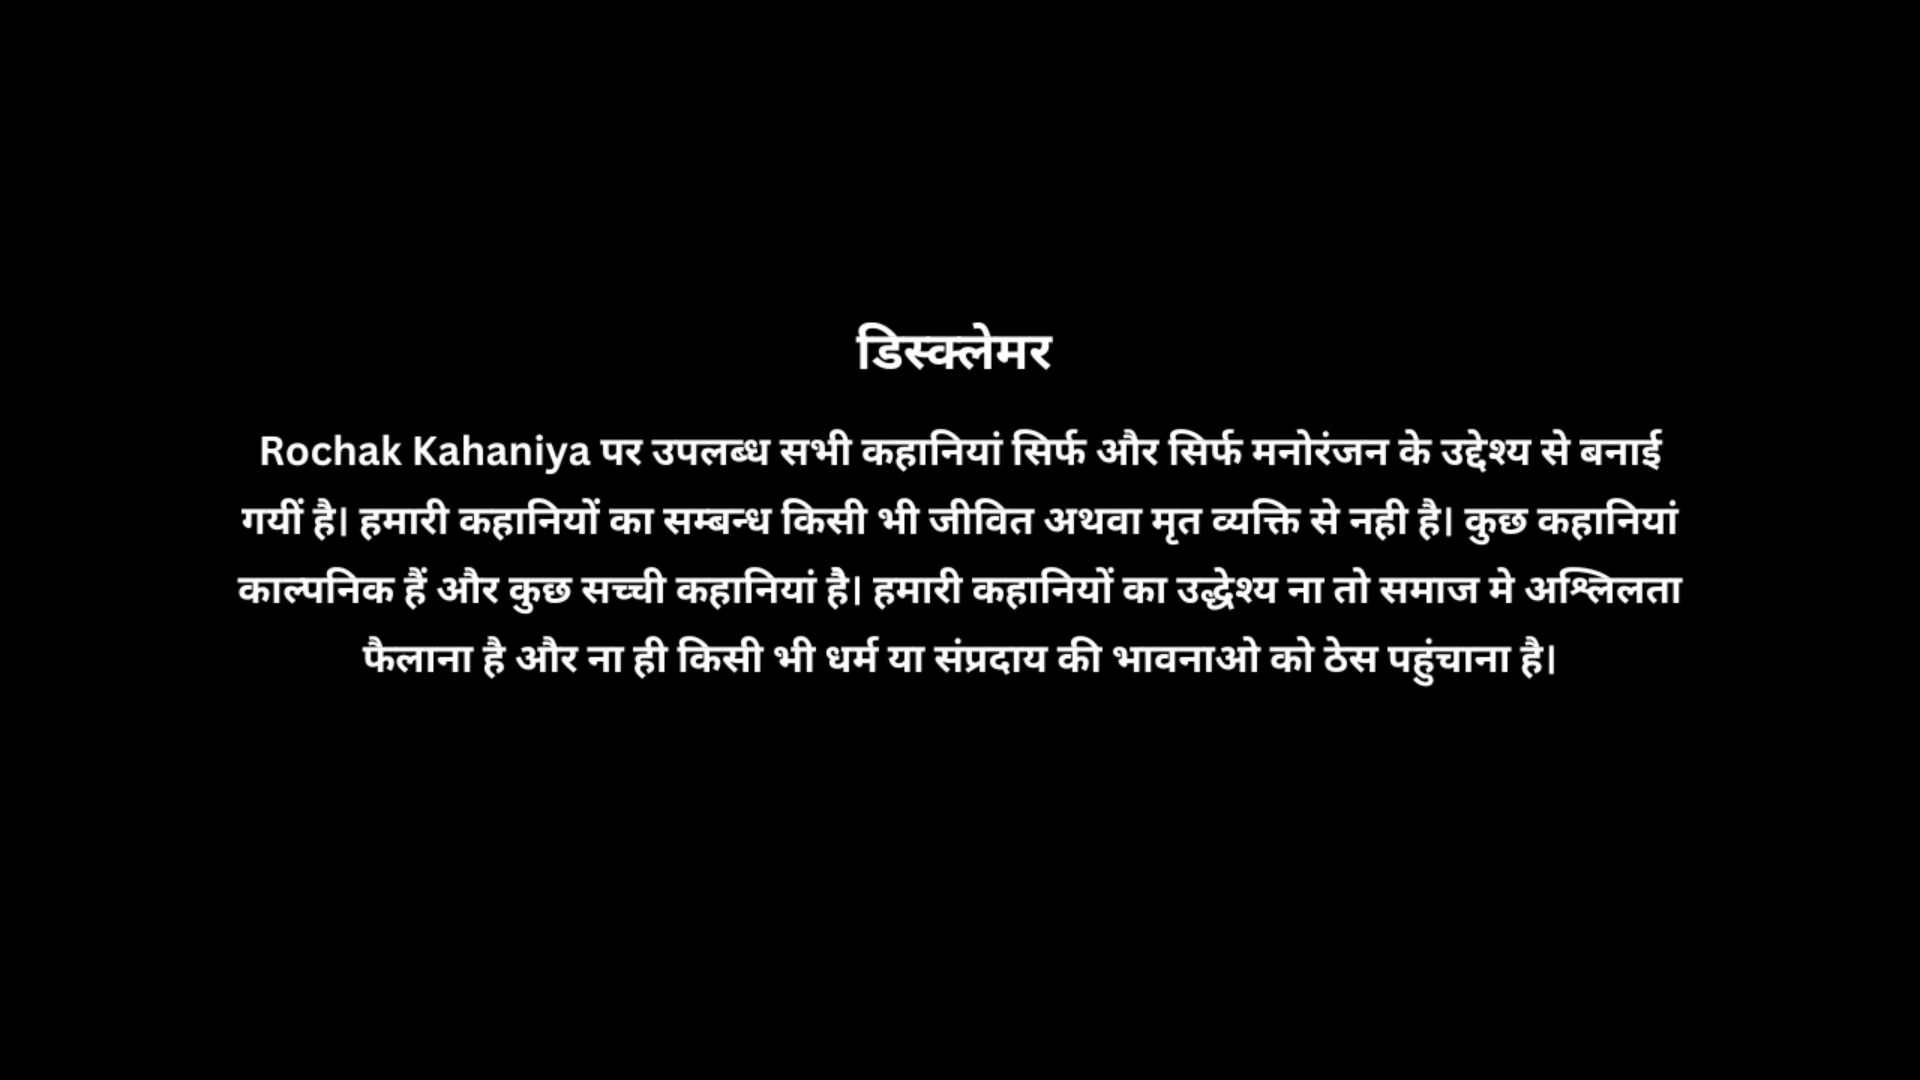 डिस्क्लेमर
Rochak Kahaniya पर उपलब्ध सभी कहानियां सिर्फ और सिर्फ मनोरंजन के उद्देश्य से बनाई
गयीं है। हमारी कहानियों का सम्बन्ध किसी भी जीवित अथवा मृत व्यक्ति से नही है। कुछ कहानियां
काल्पनिक हैं और कुछ सच्ची कहानियां है। हमारी कहानियों का उद्धेश्य ना तो समाज मे अश्लिलता
फैलाना है और ना ही किसी भी धर्म या संप्रदाय की भावनाओ को ठेस पहुंचाना है।